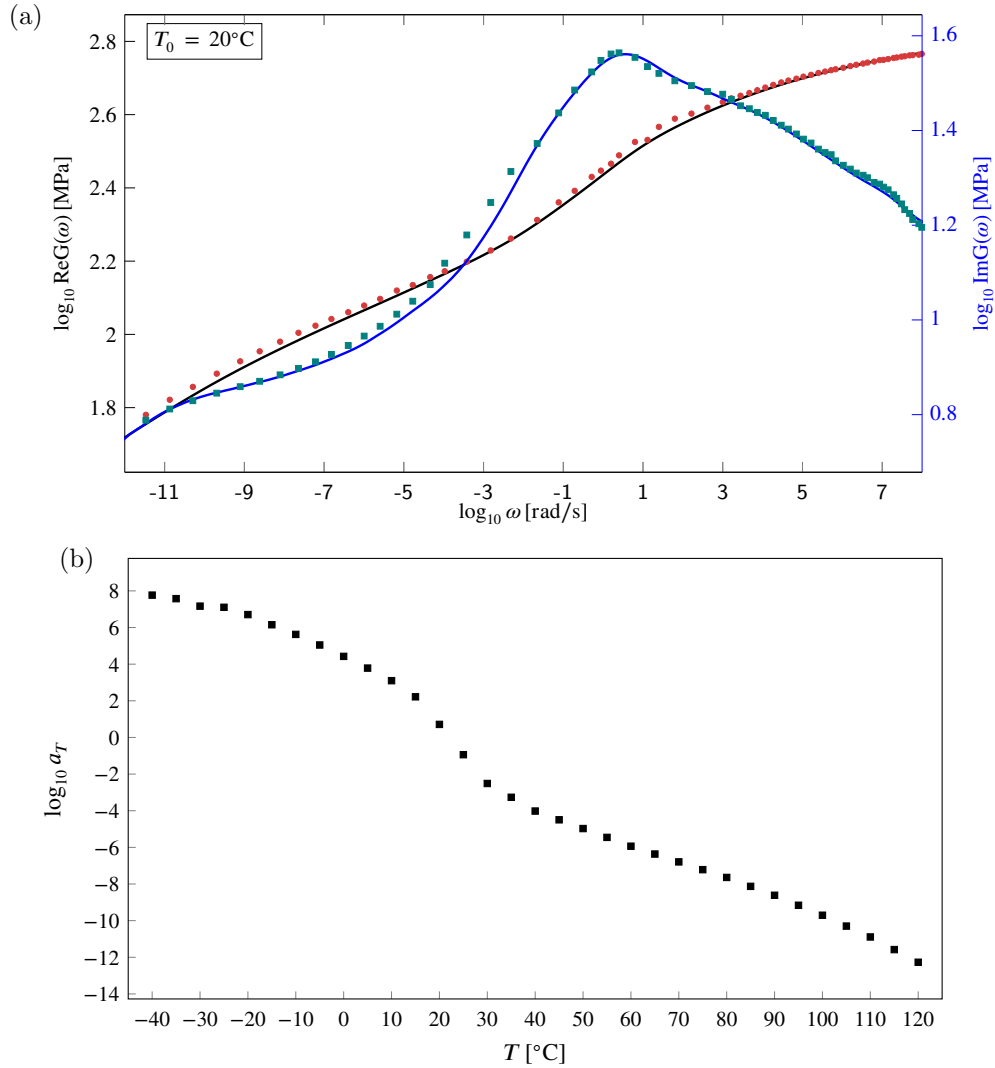 (a)
T₀ = 20°C
2.8
2.6
2.4
2.2
2
1.8
log₁₀ ReG(ω) [MPa]
1.6
1.4
1.2
1
0.8
log₁₀ ImG(ω) [MPa]
-11 -9 -7 -5 -3 -1 1 3 5 7
log₁₀ ω [rad/s]
(b)
8
6
4
2
0
−2
−4
−6
−8
−10
−12
−14
log₁₀ a_T
−40 −30 −20 −10 0 10 20 30 40 50 60 70 80 90 100 110 120
T [°C]